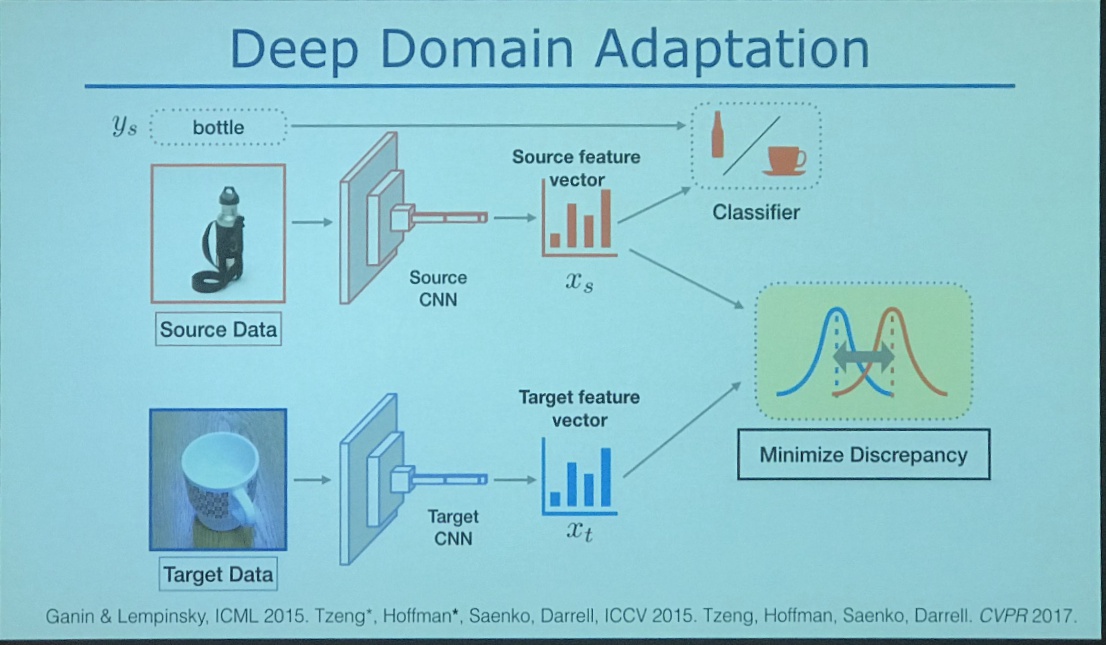 Deep Domain Adaptation
y_s
bottle
Source feature
vector
Classifier
Source
CNN
x_s
Source Data
Target feature
vector
Minimize Discrepancy
Target
CNN
x_t
Target Data
Ganin & Lempinsky, ICML 2015. Tzeng*, Hoffman*, Saenko, Darrell, ICCV 2015. Tzeng, Hoffman, Saenko, Darrell. CVPR 2017.